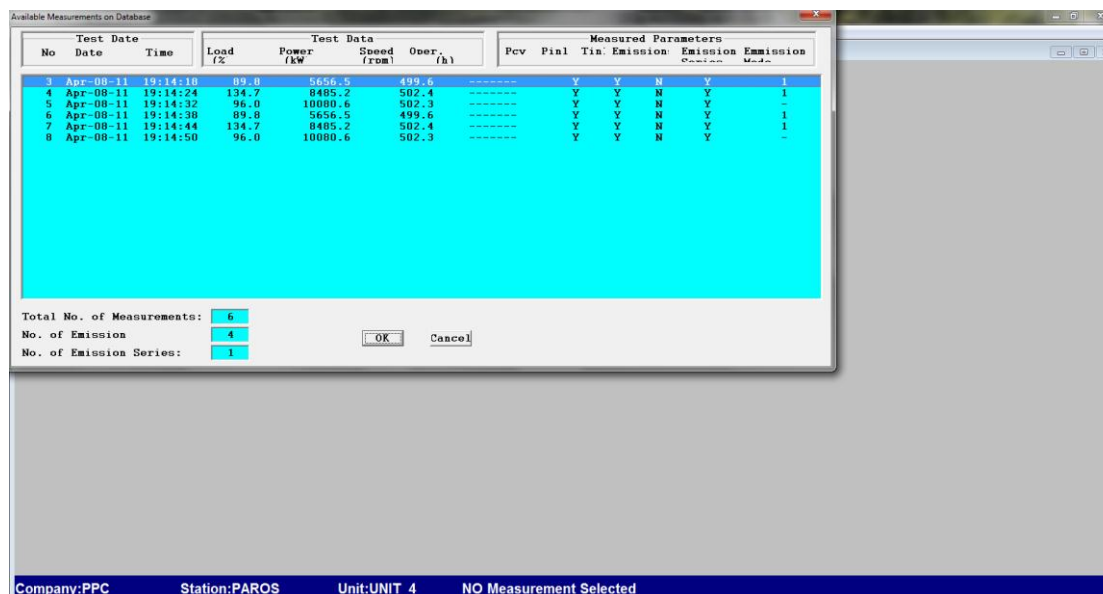 Available Measurements on Database
Test Date Test Data Measured Parameters
No Date Time Load Power Speed Oper. Pcv Pin1 Tin Emission Emission Emmission
(% (kW (rpm) (h) Series Mode
3 Apr-08-11 19:14:18 89.8 5656.5 499.6 ------- Y Y N Y 1
4 Apr-08-11 19:14:24 134.7 8485.2 502.4 ------- Y Y N Y 1
5 Apr-08-11 19:14:32 96.0 10080.6 502.3 ------- Y Y N Y -
6 Apr-08-11 19:14:38 89.8 5656.5 499.6 ------- Y Y N Y 1
7 Apr-08-11 19:14:44 134.7 8485.2 502.4 ------- Y Y N Y 1
8 Apr-08-11 19:14:50 96.0 10080.6 502.3 ------- Y Y N Y -
Total No. of Measurements: 6
No. of Emission 4
OK Cancel
No. of Emission Series: 1
Company:PPC Station:PAROS Unit:UNIT 4 NO Measurement Selected